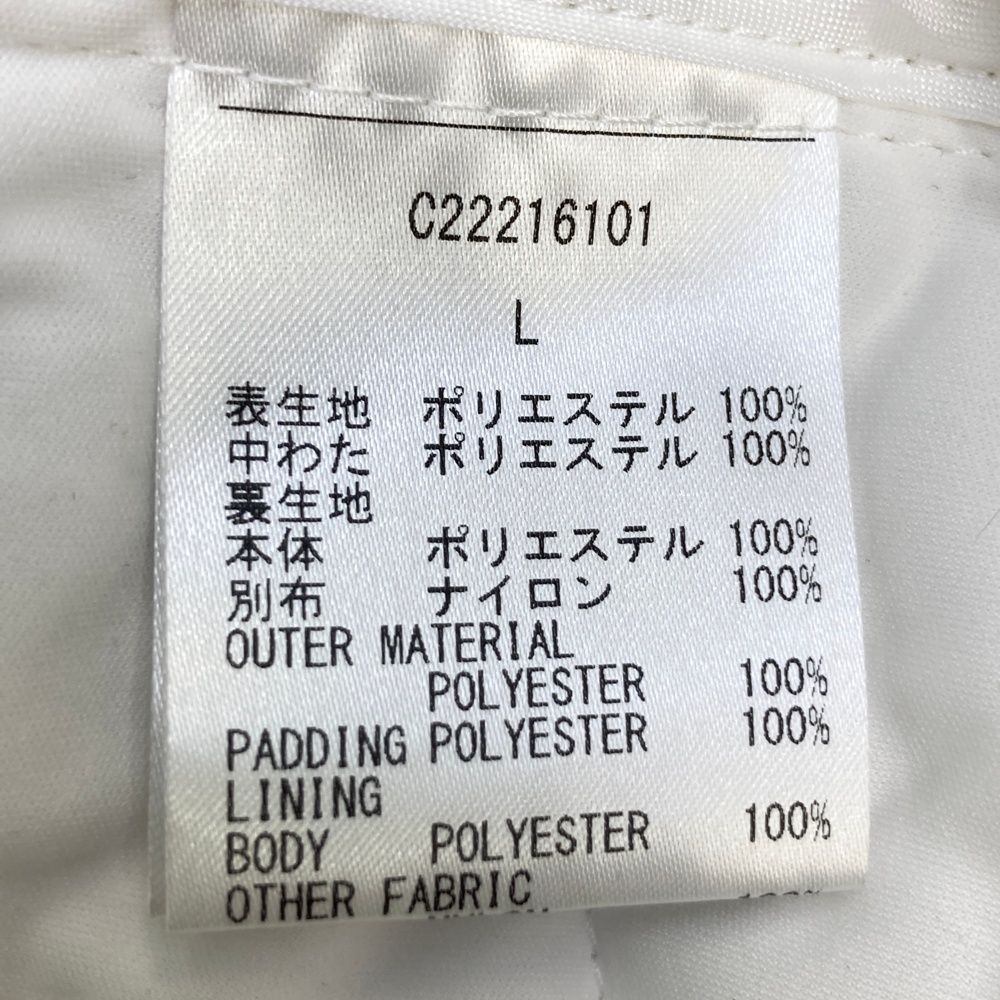 C22216101
L
表生地 ポリエステル 100%
中わた ポリエステル 100%
裏生地
本体 ポリエステル 100%
別布 ナイロン 100%
OUTER MATERIAL
POLYESTER 100%
PADDING POLYESTER 100%
LINING
BODY POLYESTER 100%
OTHER FABRIC